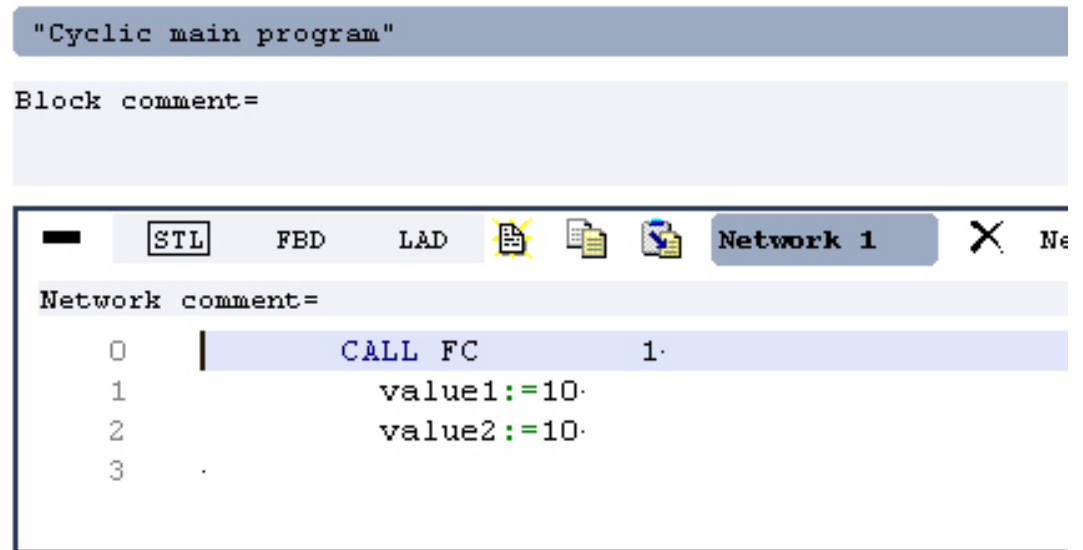 "Cyclic main program"
Block comment=
STL FBD LAD Network 1 Ne
Network comment=
0 CALL FC 1
1 value1:=10
2 value2:=10
3